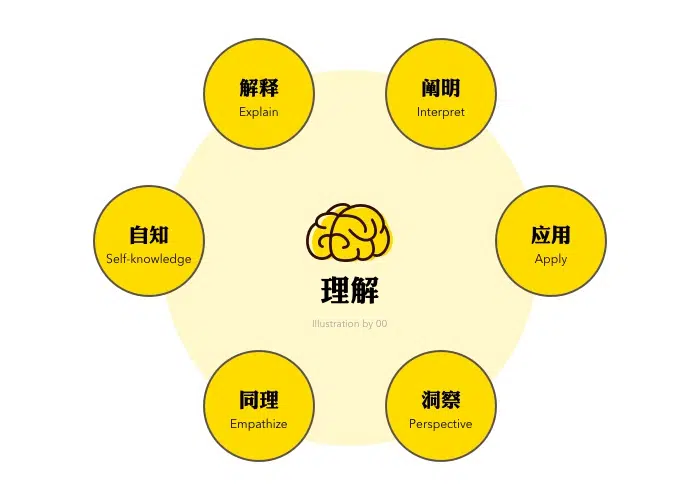 解释
Explain
阐明
Interpret
自知
Self-knowledge
应用
Apply
理解
Illustration by 00
同理
Empathize
洞察
Perspective